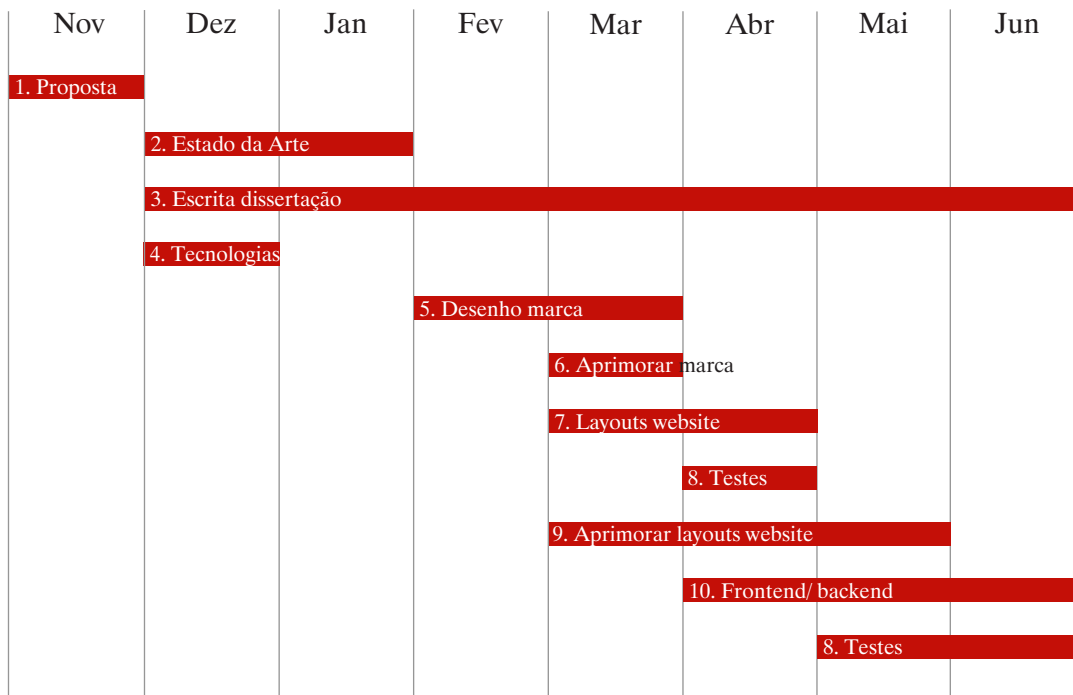 Nov Dez Jan Fev Mar Abr Mai Jun
1. Proposta
2. Estado da Arte
3. Escrita dissertação
4. Tecnologias
5. Desenho marca
6. Aprimorar marca
7. Layouts website
8. Testes
9. Aprimorar layouts website
10. Frontend/ backend
8. Testes